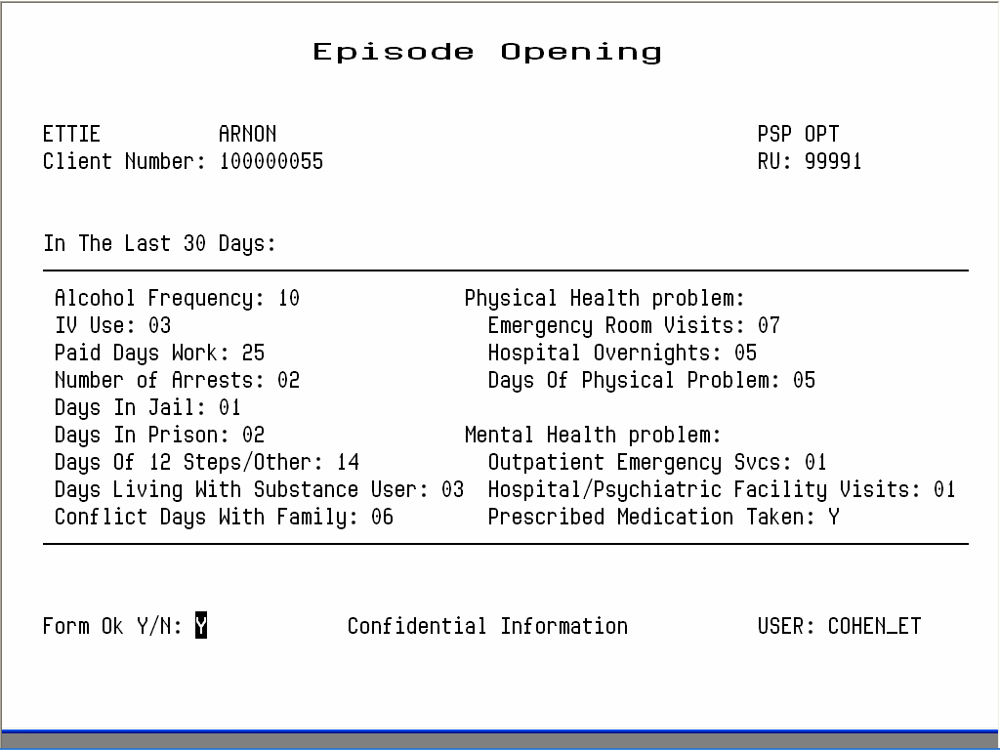 Episode Opening
ETTIE ARNON PSP OPT
Client Number: 100000055 RU: 99991
In The Last 30 Days:
Alcohol Frequency: 10 Physical Health problem:
IV Use: 03 Emergency Room Visits: 07
Paid Days Work: 25 Hospital Overnights: 05
Number of Arrests: 02 Days Of Physical Problem: 05
Days In Jail: 01
Days In Prison: 02 Mental Health problem:
Days Of 12 Steps/Other: 14 Outpatient Emergency Svcs: 01
Days Living With Substance User: 03 Hospital/Psychiatric Facility Visits: 01
Conflict Days With Family: 06 Prescribed Medication Taken: Y
Form Ok Y/N: Y Confidential Information USER: COHEN_ET